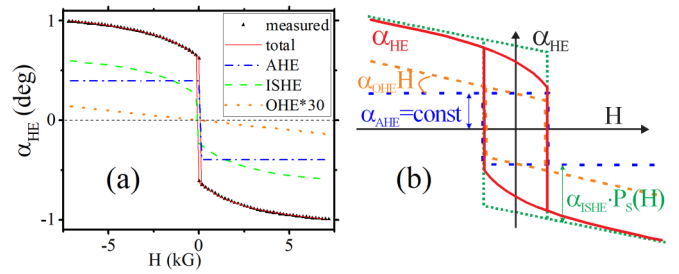 measured
total
AHE
ISHE
OHE*30
α_HE (deg)
1
0
-1
-5
0
5
H (kG)
(a)
α_HE
α_HE
α_OHE H
H
α_AHE=const
α_ISHE·P_S(H)
(b)